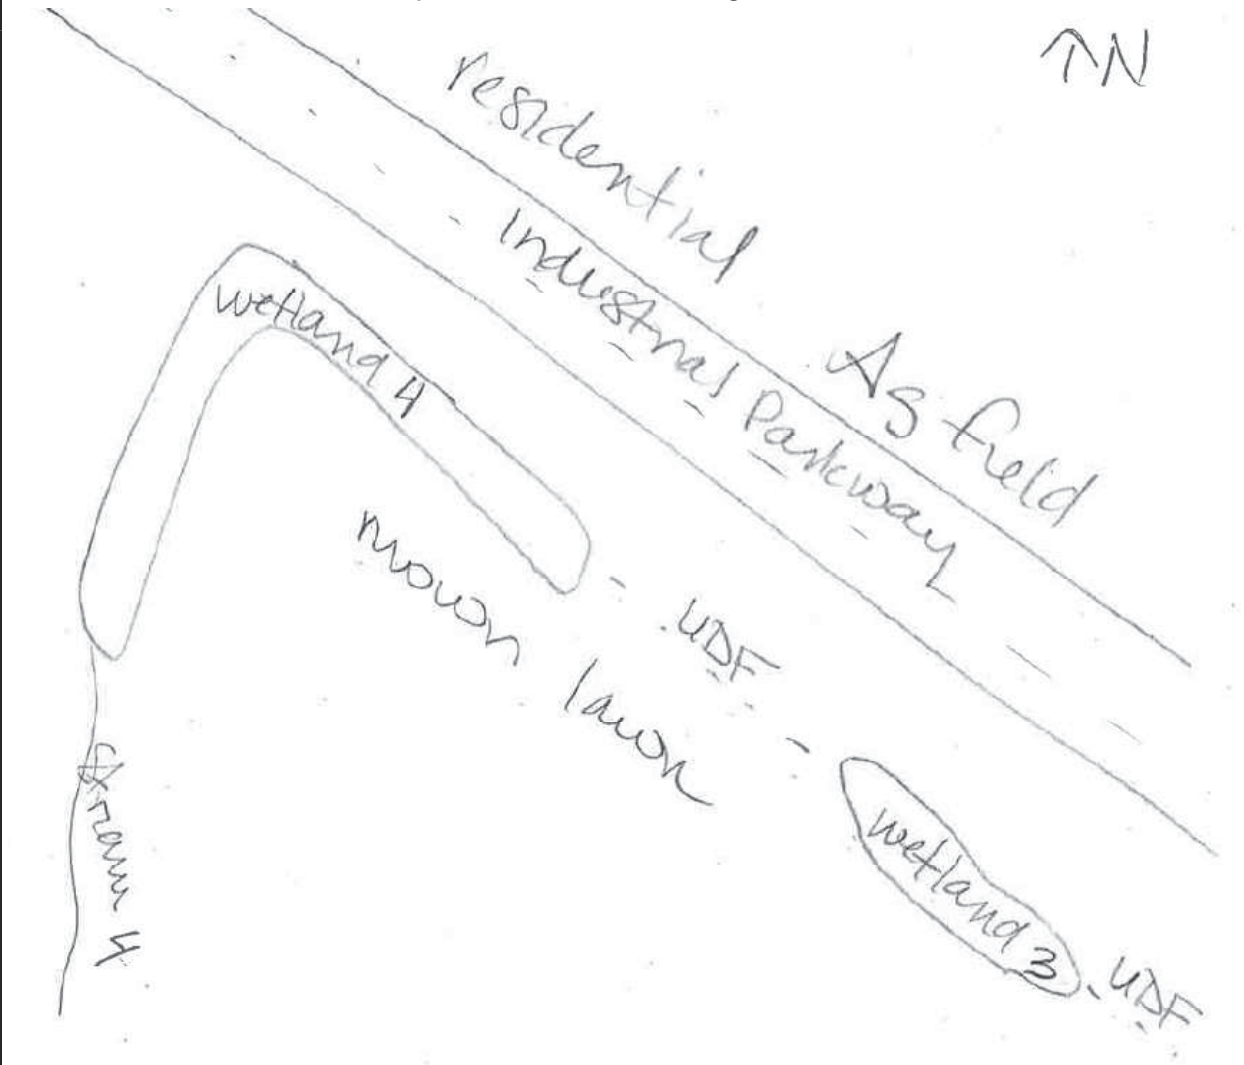 ↑N
residential
Industrial Parkway
Ag field
wetland 4
mown lawn
UDF
wetland 3
stream 4
UDF